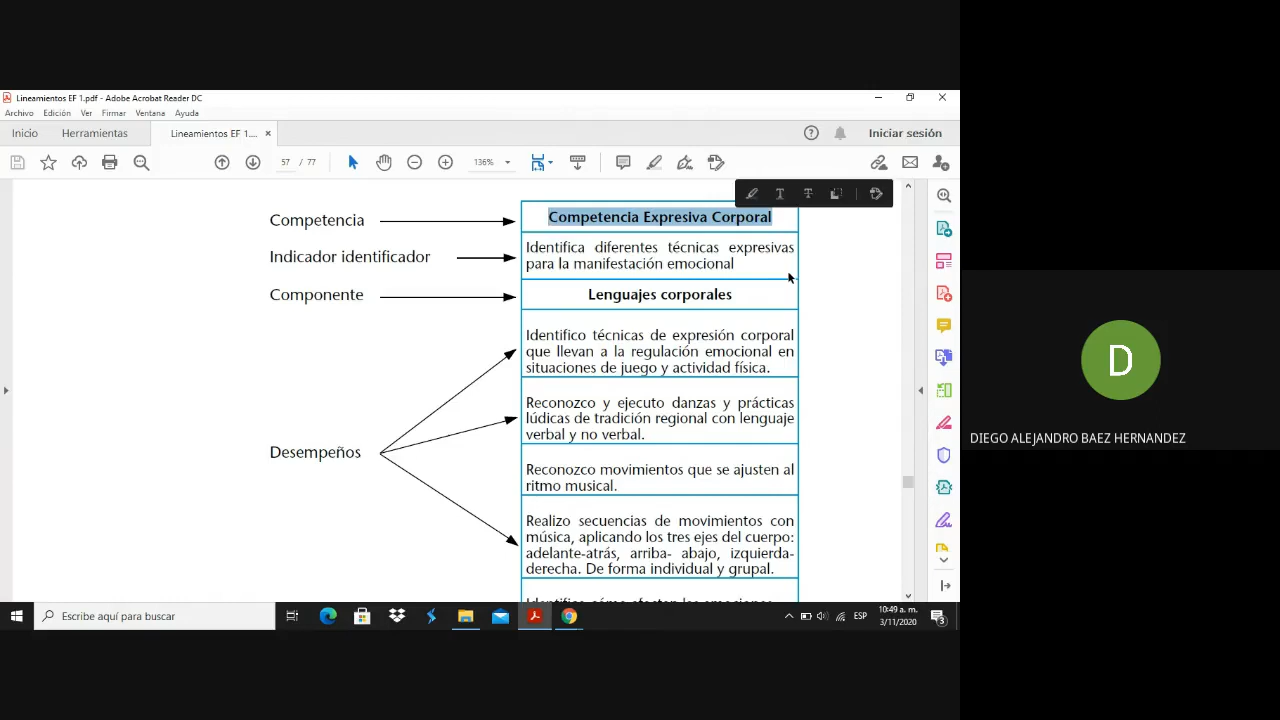 Lineamientos EF 1.pdf - Adobe Acrobat Reader DC
Archivo Edición Ver Firmar Ventana Ayuda
Inicio Herramientas Lineamientos EF 1.... × Iniciar sesión
57 / 77 136%
Competencia
Competencia Expresiva Corporal
Indicador identificador
Identifica diferentes técnicas expresivas
para la manifestación emocional
Componente
Lenguajes corporales
Identifico técnicas de expresión corporal
que llevan a la regulación emocional en
situaciones de juego y actividad física.
Reconozco y ejecuto danzas y prácticas
lúdicas de tradición regional con lenguaje
verbal y no verbal.
Desempeños
Reconozco movimientos que se ajusten al
ritmo musical.
Realizo secuencias de movimientos con
música, aplicando los tres ejes del cuerpo:
adelante-atrás, arriba- abajo, izquierda-
derecha. De forma individual y grupal.
Identifico cómo afectan las emociones
Escribe aquí para buscar
ESP
10:49 a. m.
3/11/2020
3
D
DIEGO ALEJANDRO BAEZ HERNANDEZ